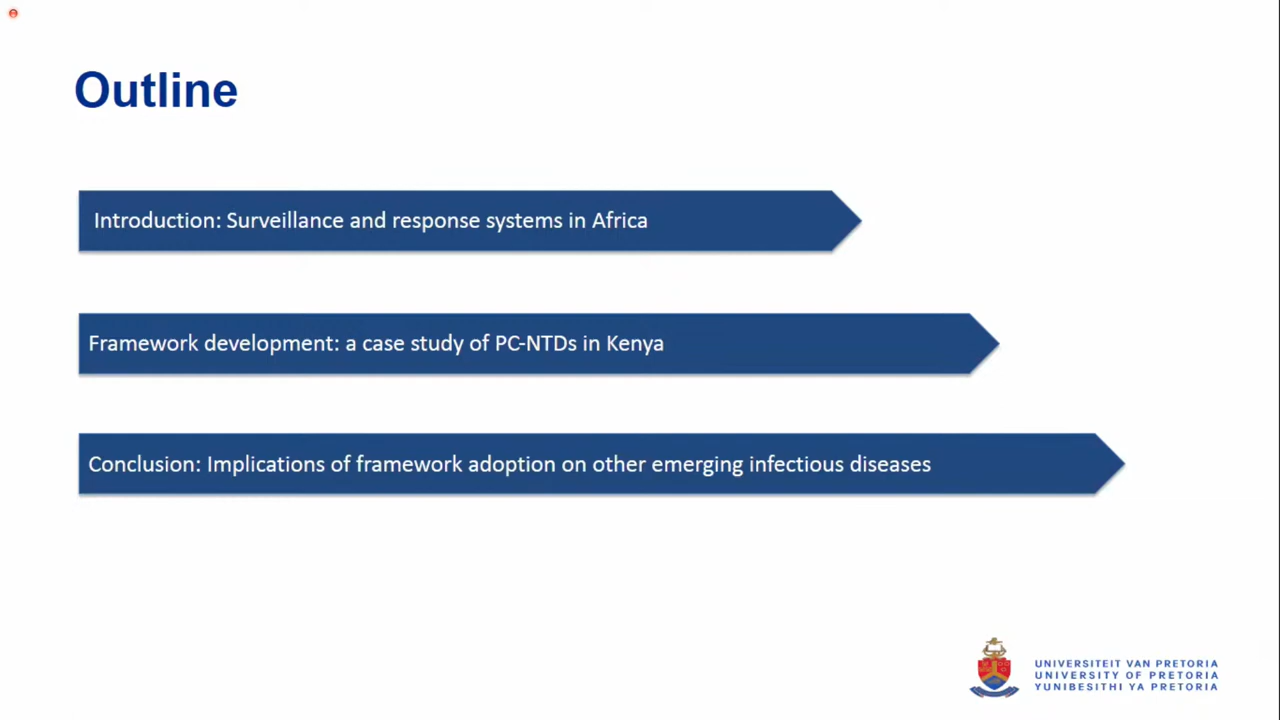 Outline
Introduction: Surveillance and response systems in Africa
Framework development: a case study of PC-NTDs in Kenya
Conclusion: Implications of framework adoption on other emerging infectious diseases
UNIVERSITEIT VAN PRETORIA
UNIVERSITY OF PRETORIA
YUNIBESITHI YA PRETORIA